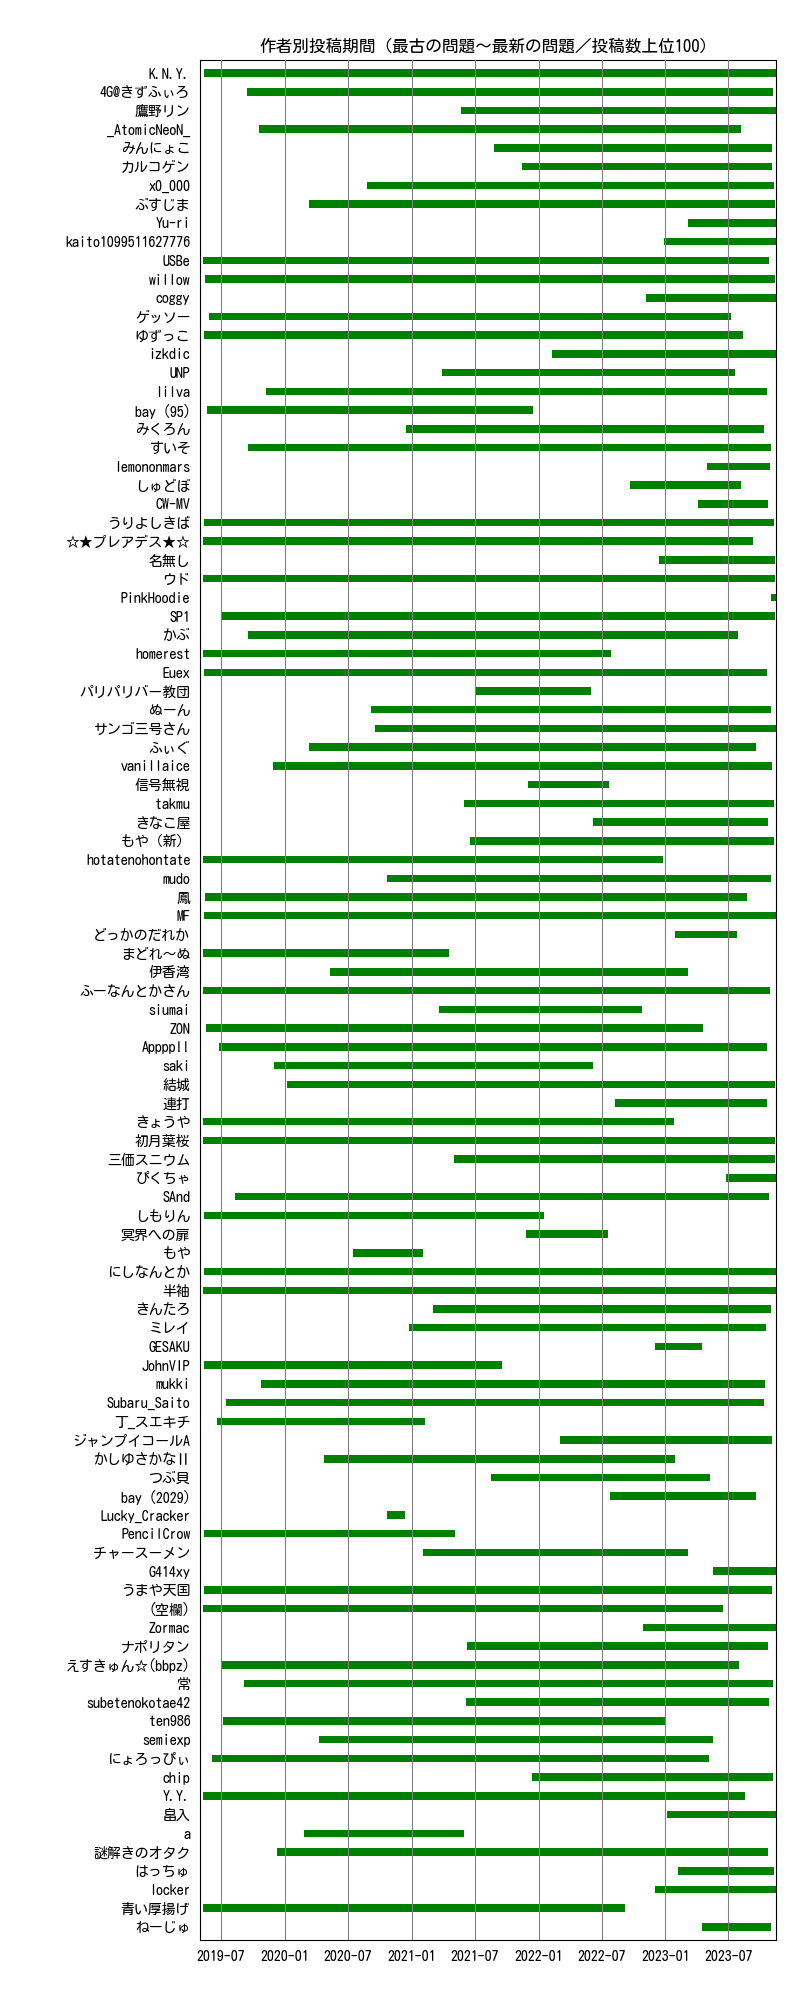 作者別投稿期間（最古の問題～最新の問題／投稿数上位100）
K.N.Y.
4G@きずふぃろ
鷹野リン
_AtomicNeoN_
みんにょこ
カルコゲン
x0_000
ぶすじま
Yu-ri
kaito1099511627776
USBe
willow
coggy
ゲッソー
ゆずっこ
izkdic
UNP
lilva
bay (95)
みくろん
すいそ
lemononmars
しゅどぼ
CW-MV
うりよしきば
☆★プレアデス★☆
名無し
ウド
PinkHoodie
SP1
かぶ
homerest
Euex
パリパリバー教団
ぬーん
サンゴ三号さん
ふぃぐ
vanillaice
信号無視
takmu
きなこ屋
もや（新）
hotatenohontate
mudo
鳳
MF
どっかのだれか
まどれ～ぬ
伊香湾
ふーなんとかさん
siumai
ZON
Appppll
saki
結城
連打
きょうや
初月葉桜
三価スニウム
ぴくちゃ
SAnd
しもりん
冥界への扉
もや
にしなんとか
半袖
きんたろ
ミレイ
GESAKU
JohnVIP
mukki
Subaru_Saito
丁_スエキチ
ジャンプイコールA
かしゆさかなⅡ
つぶ貝
bay (2029)
Lucky_Cracker
PencilCrow
チャースーメン
G414xy
うまや天国
(空欄)
Zormac
ナポリタン
えすきゅん☆(bbpz)
常
subetenokotae42
ten986
semiexp
にょろっぴぃ
chip
Y.Y.
畠入
a
謎解きのオタク
はっちゅ
locker
青い厚揚げ
ねーじゅ
2019-07 2020-01 2020-07 2021-01 2021-07 2022-01 2022-07 2023-01 2023-07